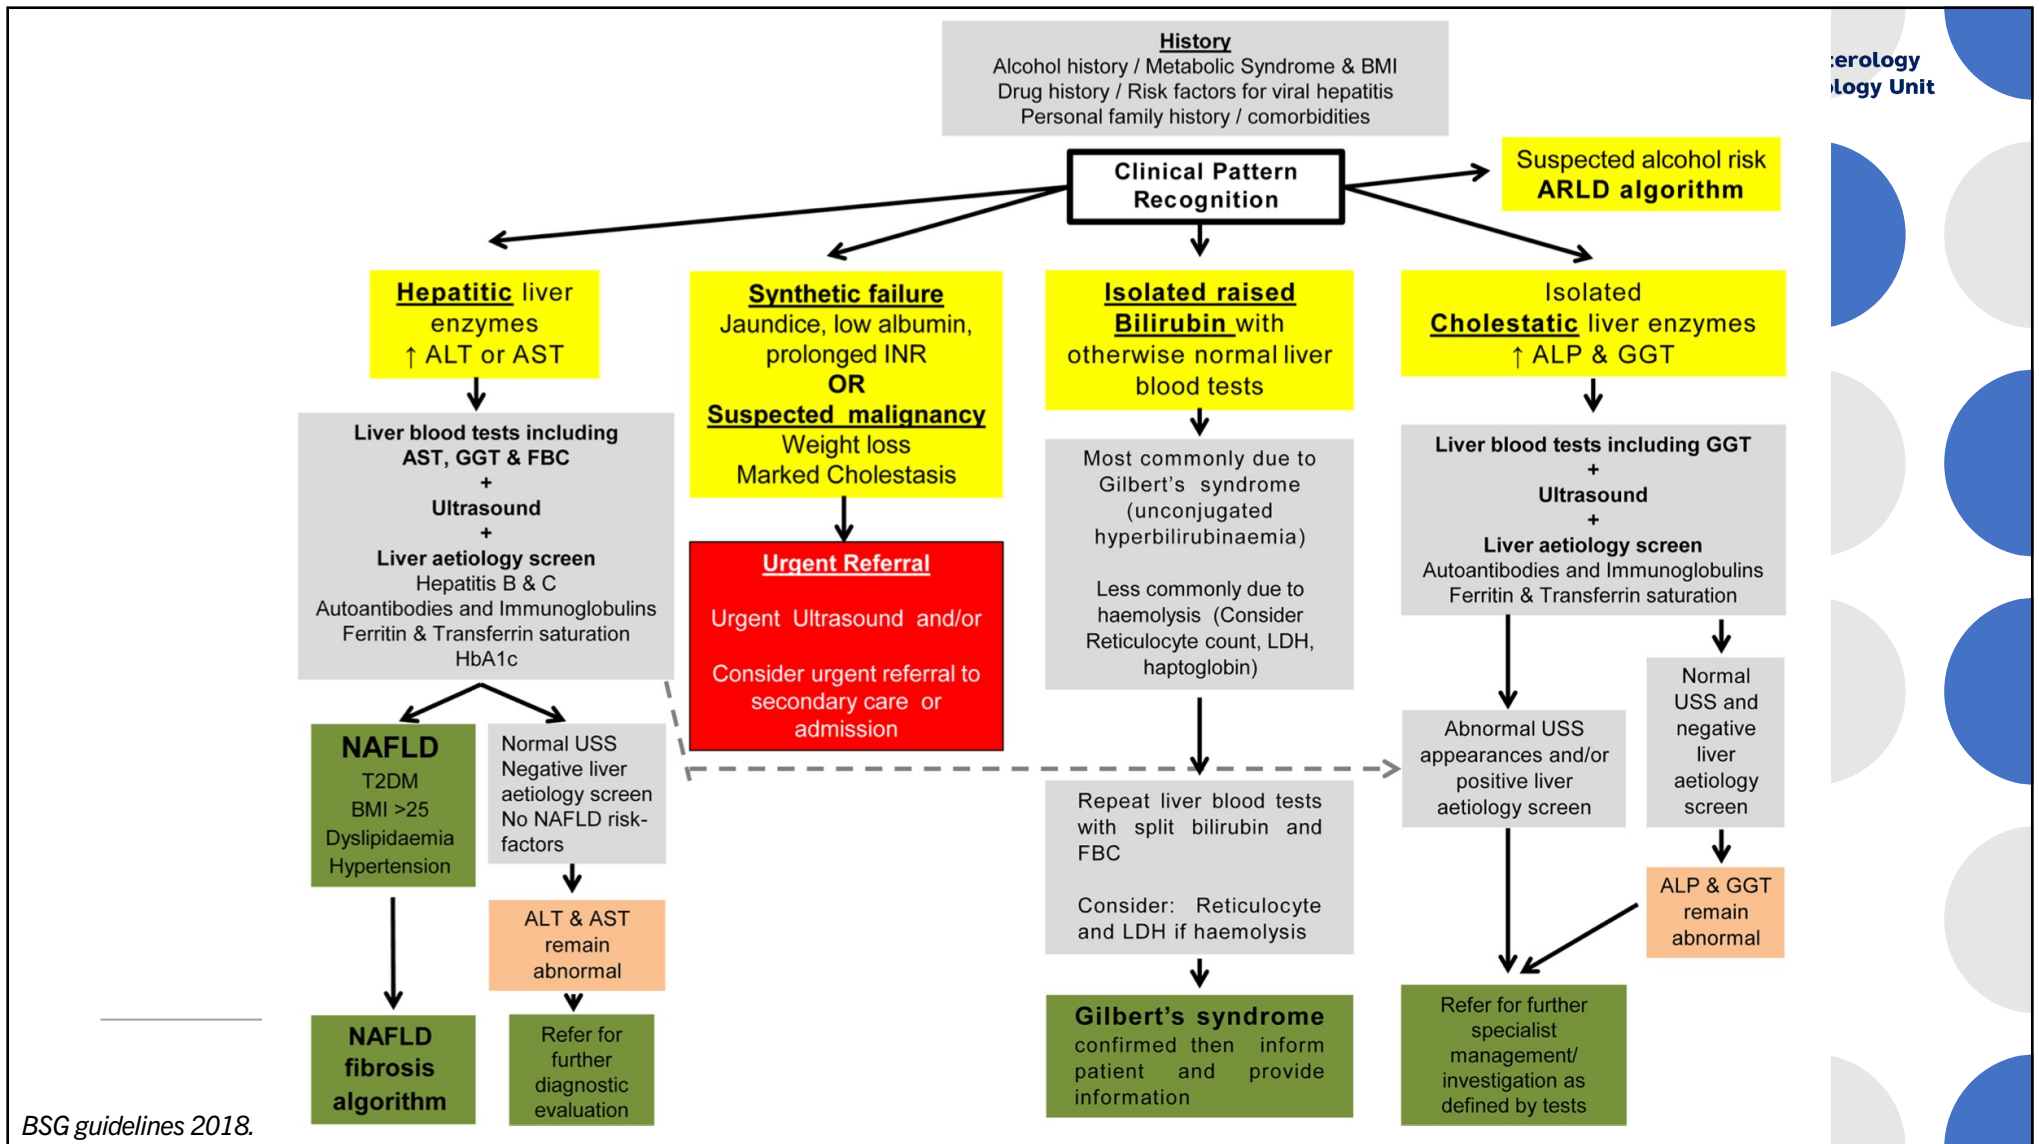 History
Alcohol history / Metabolic Syndrome & BMI
Drug history / Risk factors for viral hepatitis
Personal family history / comorbidities
terology
ology Unit
Clinical Pattern
Recognition
Suspected alcohol risk
ARLD algorithm
Hepatitic liver
enzymes
↑ ALT or AST
Liver blood tests including
AST, GGT & FBC
+
Ultrasound
+
Liver aetiology screen
Hepatitis B & C
Autoantibodies and Immunoglobulins
Ferritin & Transferrin saturation
HbA1c
NAFLD
T2DM
BMI >25
Dyslipidaemia
Hypertension
NAFLD
fibrosis
algorithm
Normal USS
Negative liver
aetiology screen
No NAFLD risk-
factors
ALT & AST
remain
abnormal
Refer for
further
diagnostic
evaluation
Synthetic failure
Jaundice, low albumin,
prolonged INR
OR
Suspected malignancy
Weight loss
Marked Cholestasis
Urgent Referral
Urgent Ultrasound and/or
Consider urgent referral to
secondary care or
admission
Isolated raised
Bilirubin with
otherwise normal liver
blood tests
Most commonly due to
Gilbert's syndrome
(unconjugated
hyperbilirubinaemia)
Less commonly due to
haemolysis (Consider
Reticulocyte count, LDH,
haptoglobin)
Repeat liver blood tests
with split bilirubin and
FBC
Consider: Reticulocyte
and LDH if haemolysis
Gilbert's syndrome
confirmed then inform
patient and provide
information
Isolated
Cholestatic liver enzymes
↑ ALP & GGT
Liver blood tests including GGT
+
Ultrasound
+
Liver aetiology screen
Autoantibodies and Immunoglobulins
Ferritin & Transferrin saturation
Abnormal USS
appearances and/or
positive liver
aetiology screen
Normal
USS and
negative
liver
aetiology
screen
ALP & GGT
remain
abnormal
Refer for further
specialist
management/
investigation as
defined by tests
BSG guidelines 2018.